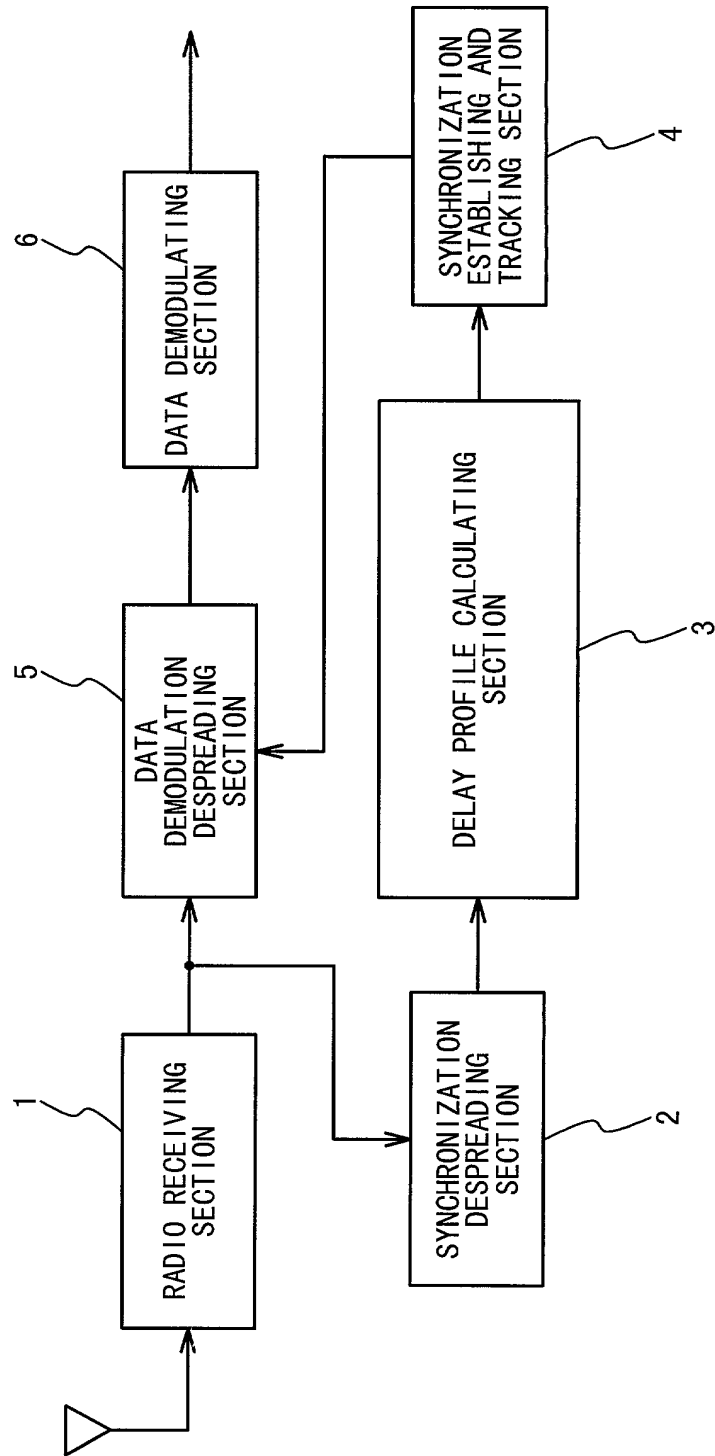 1
RADIO RECEIVING
SECTION
5
DATA
DEMODULATION
DESPREADING
SECTION
6
DATA DEMODULATING
SECTION
SYNCHRONIZATION
DESPREADING
SECTION
2
DELAY PROFILE CALCULATING
SECTION
3
SYNCHRONIZATION
ESTABLISHING AND
TRACKING SECTION
4